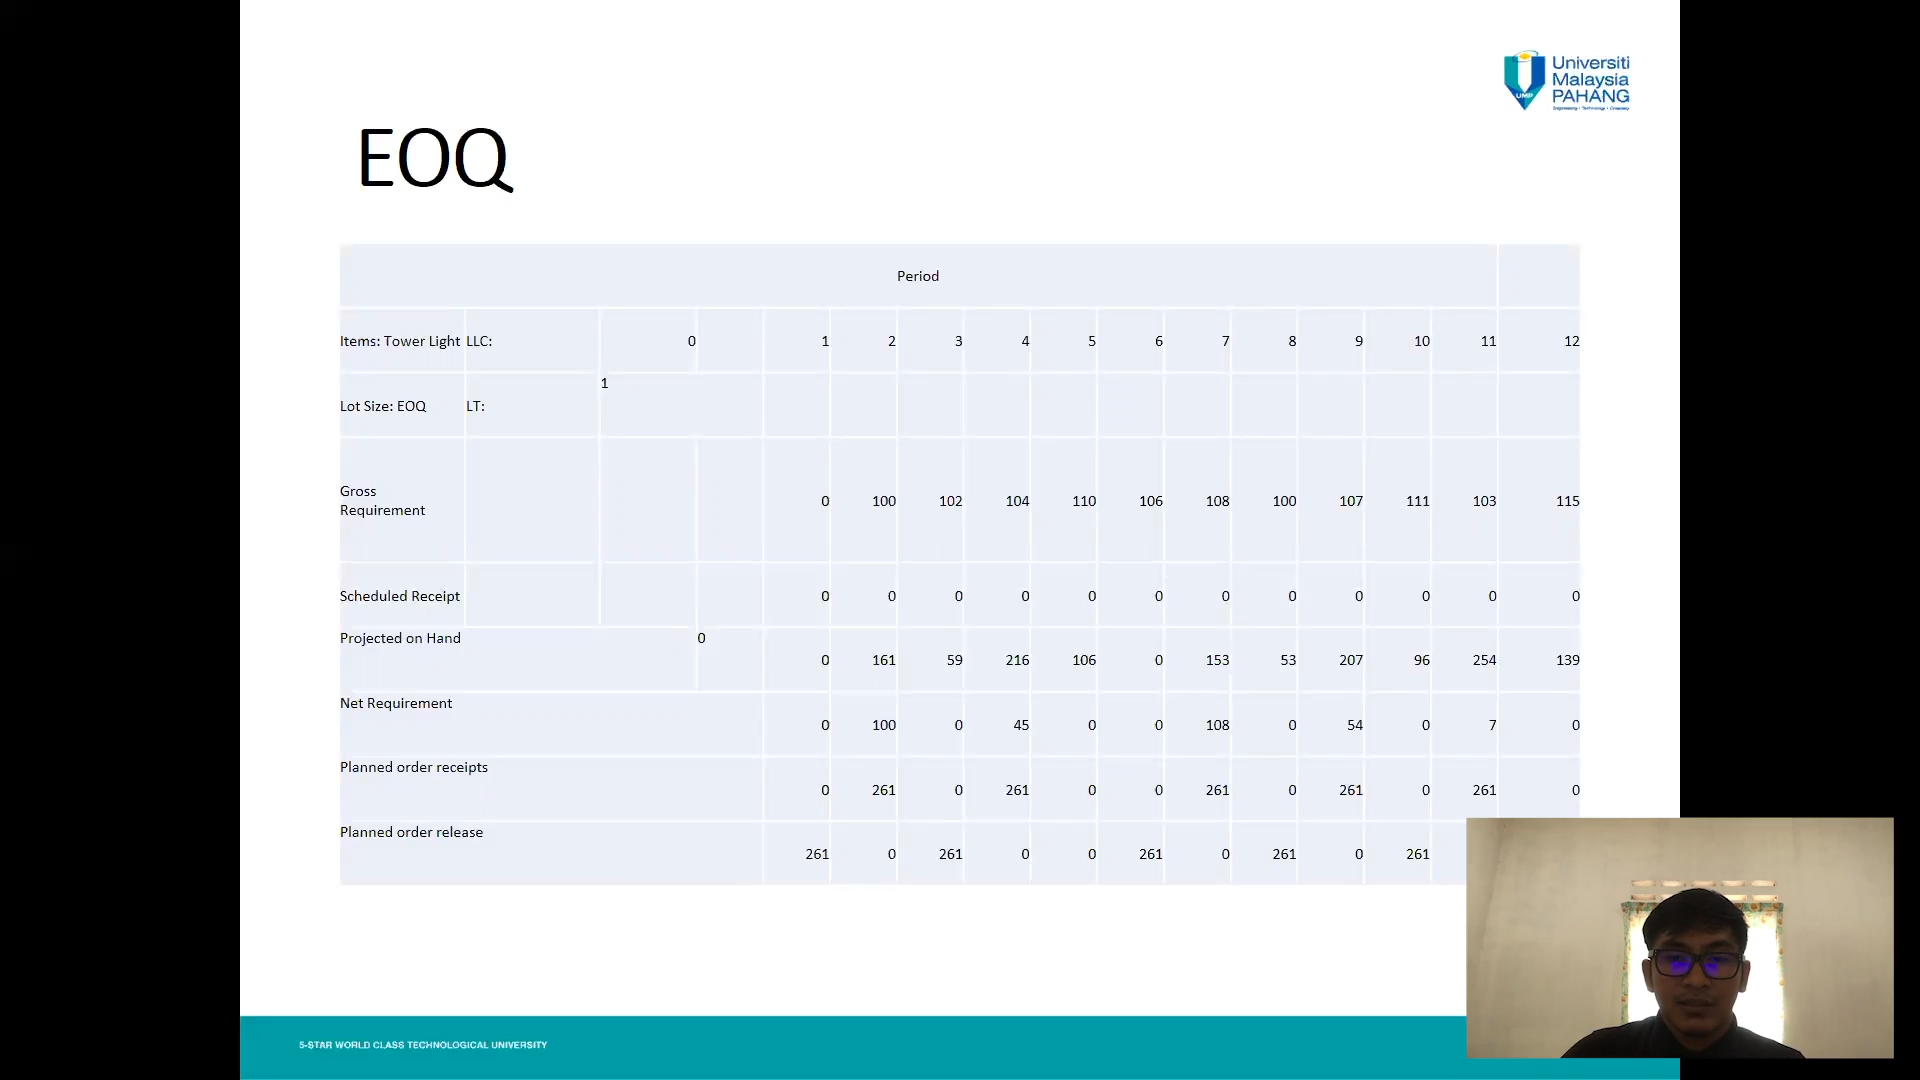 Universiti
Malaysia
PAHANG
UMP
Engineering • Technology • Creativity
EOQ
Period
Items: Tower Light LLC: 0 1 2 3 4 5 6 7 8 9 10 11 12
1
Lot Size: EOQ LT:
Gross
Requirement 0 100 102 104 110 106 108 100 107 111 103 115
Scheduled Receipt 0 0 0 0 0 0 0 0 0 0 0 0
Projected on Hand 0
0 161 59 216 106 0 153 53 207 96 254 139
Net Requirement
0 100 0 45 0 0 108 0 54 0 7 0
Planned order receipts
0 261 0 261 0 0 261 0 261 0 261 0
Planned order release
261 0 261 0 0 261 0 261 0 261
5-STAR WORLD CLASS TECHNOLOGICAL UNIVERSITY